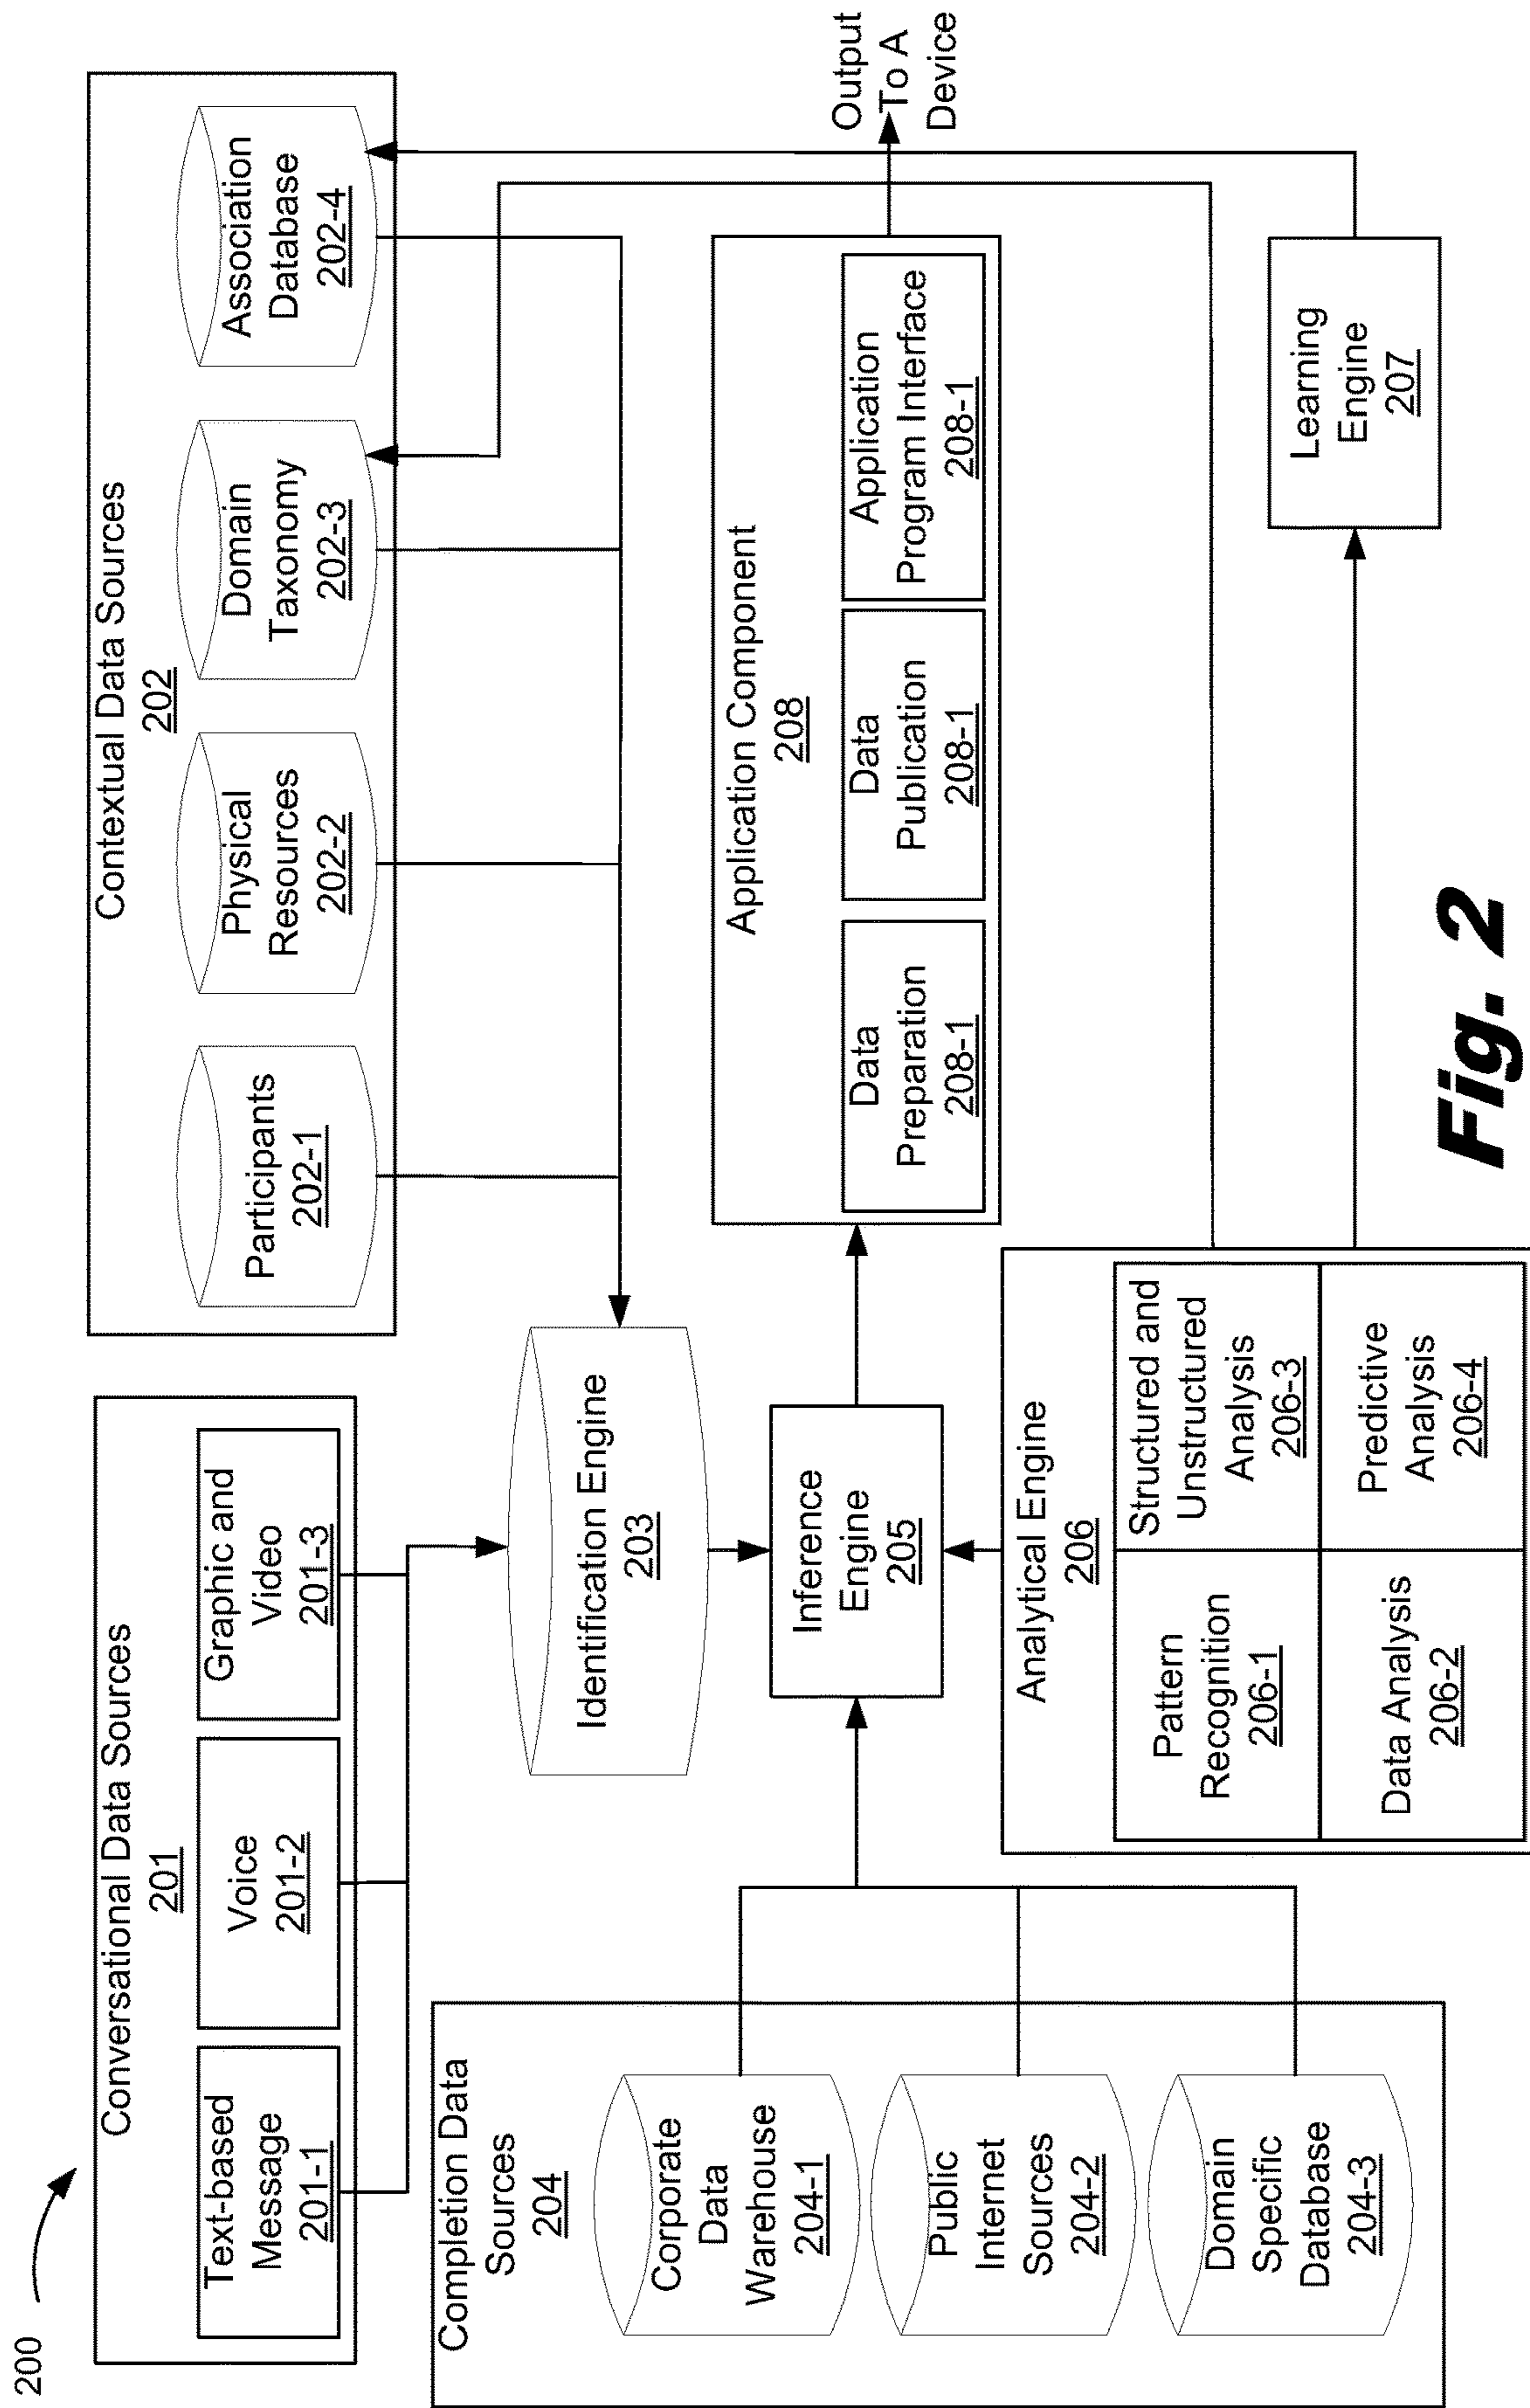 200
Conversational Data Sources
201
Text-based
Message
201-1
Voice
201-2
Graphic and
Video
201-3
Contextual Data Sources
202
Participants
202-1
Physical
Resources
202-2
Domain
Taxonomy
202-3
Association
Database
202-4
Identification Engine
203
Completion Data
Sources
204
Corporate
Data
Warehouse
204-1
Public
Internet
Sources
204-2
Domain
Specific
Database
204-3
Inference
Engine
205
Application Component
208
Data
Preparation
208-1
Data
Publication
208-1
Application
Program Interface
208-1
Output
To A
Device
Analytical Engine
206
Pattern
Recognition
206-1
Structured and
Unstructured
Analysis
206-3
Data Analysis
206-2
Predictive
Analysis
206-4
Learning
Engine
207
Fig. 2